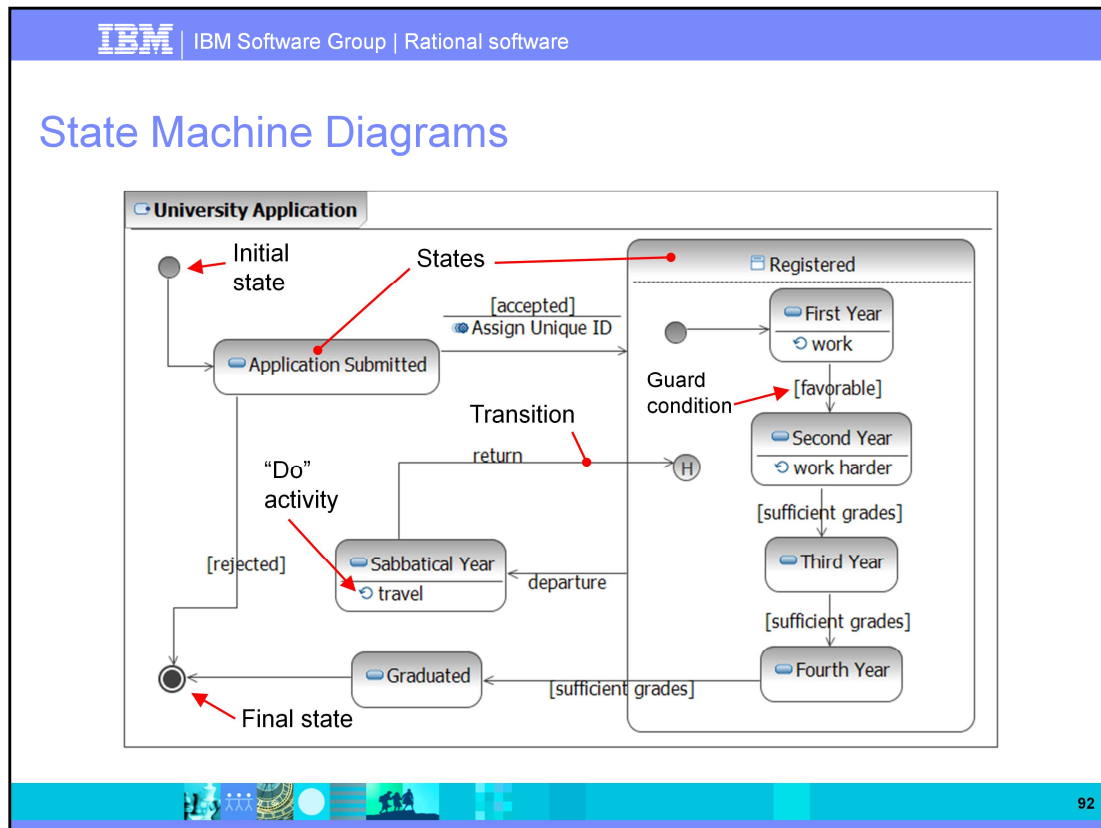 IBM | IBM Software Group | Rational software
State Machine Diagrams
University Application
Initial
state
States
Registered
[accepted]
Assign Unique ID
First Year
work
Application Submitted
Guard
condition
[favorable]
Transition
Second Year
work harder
return
H
"Do"
activity
[sufficient grades]
[rejected]
Sabbatical Year
travel
departure
Third Year
[sufficient grades]
Graduated
[sufficient grades]
Fourth Year
Final state
92